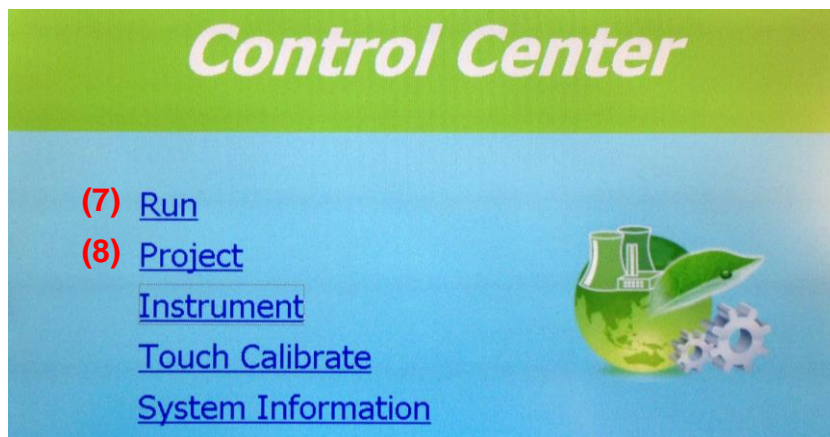 Control Center
(7) Run
(8) Project
Instrument
Touch Calibrate
System Information